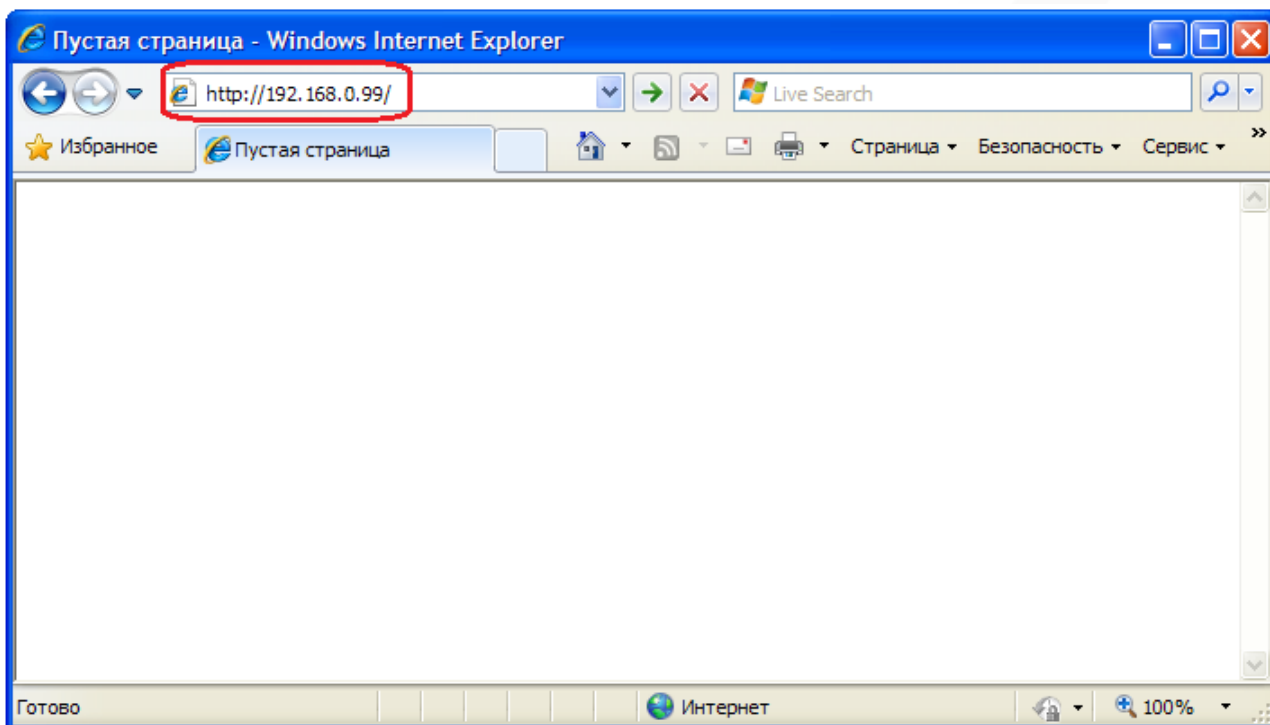 Пустая страница - Windows Internet Explorer
http://192.168.0.99/ Live Search
Избранное Пустая страница Страница Безопасность Сервис »
Готово Интернет 100%